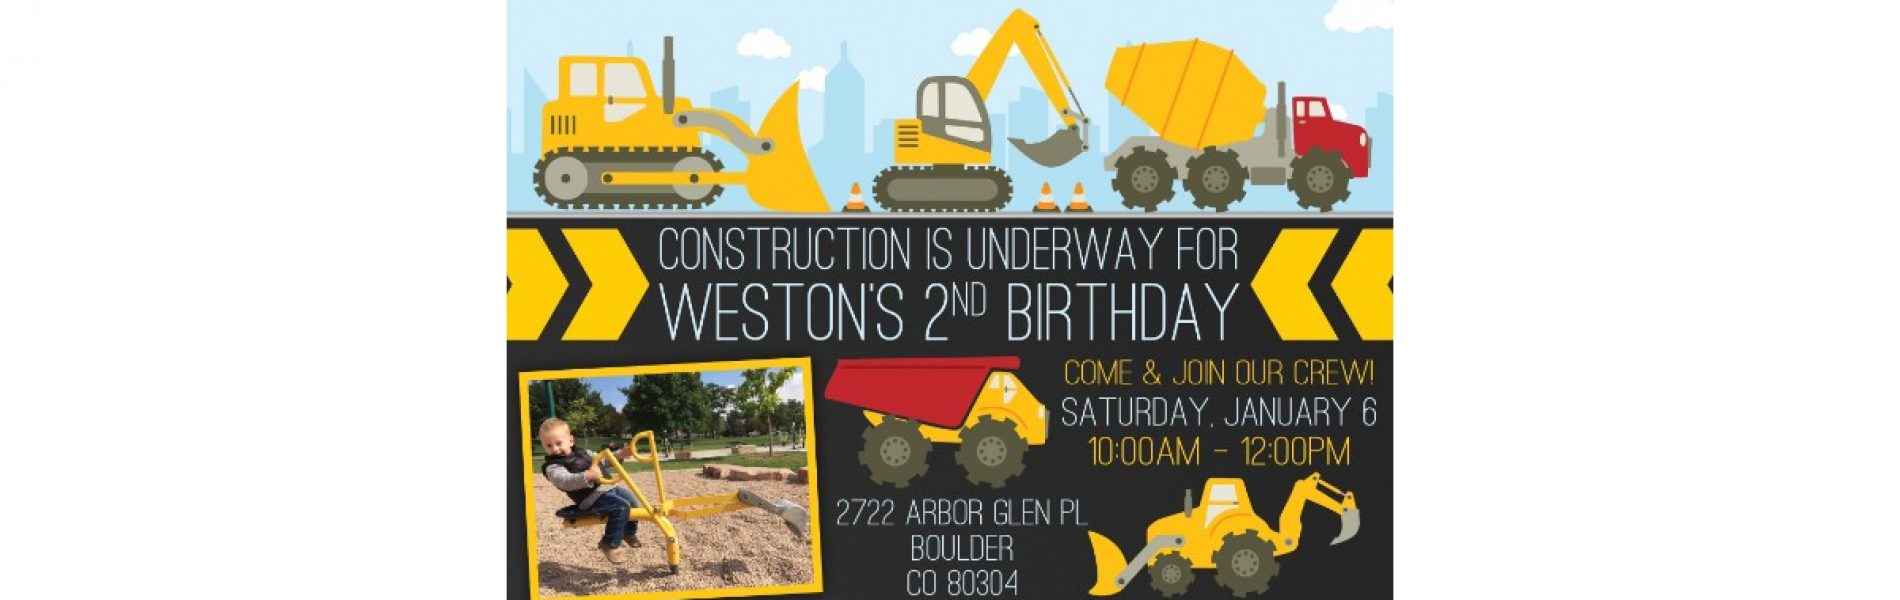 CONSTRUCTION IS UNDERWAY FOR
WESTON'S 2ND BIRTHDAY
COME & JOIN OUR CREW!
SATURDAY, JANUARY 6
10:00AM - 12:00PM
2722 ARBOR GLEN PL
BOULDER
CO 80304